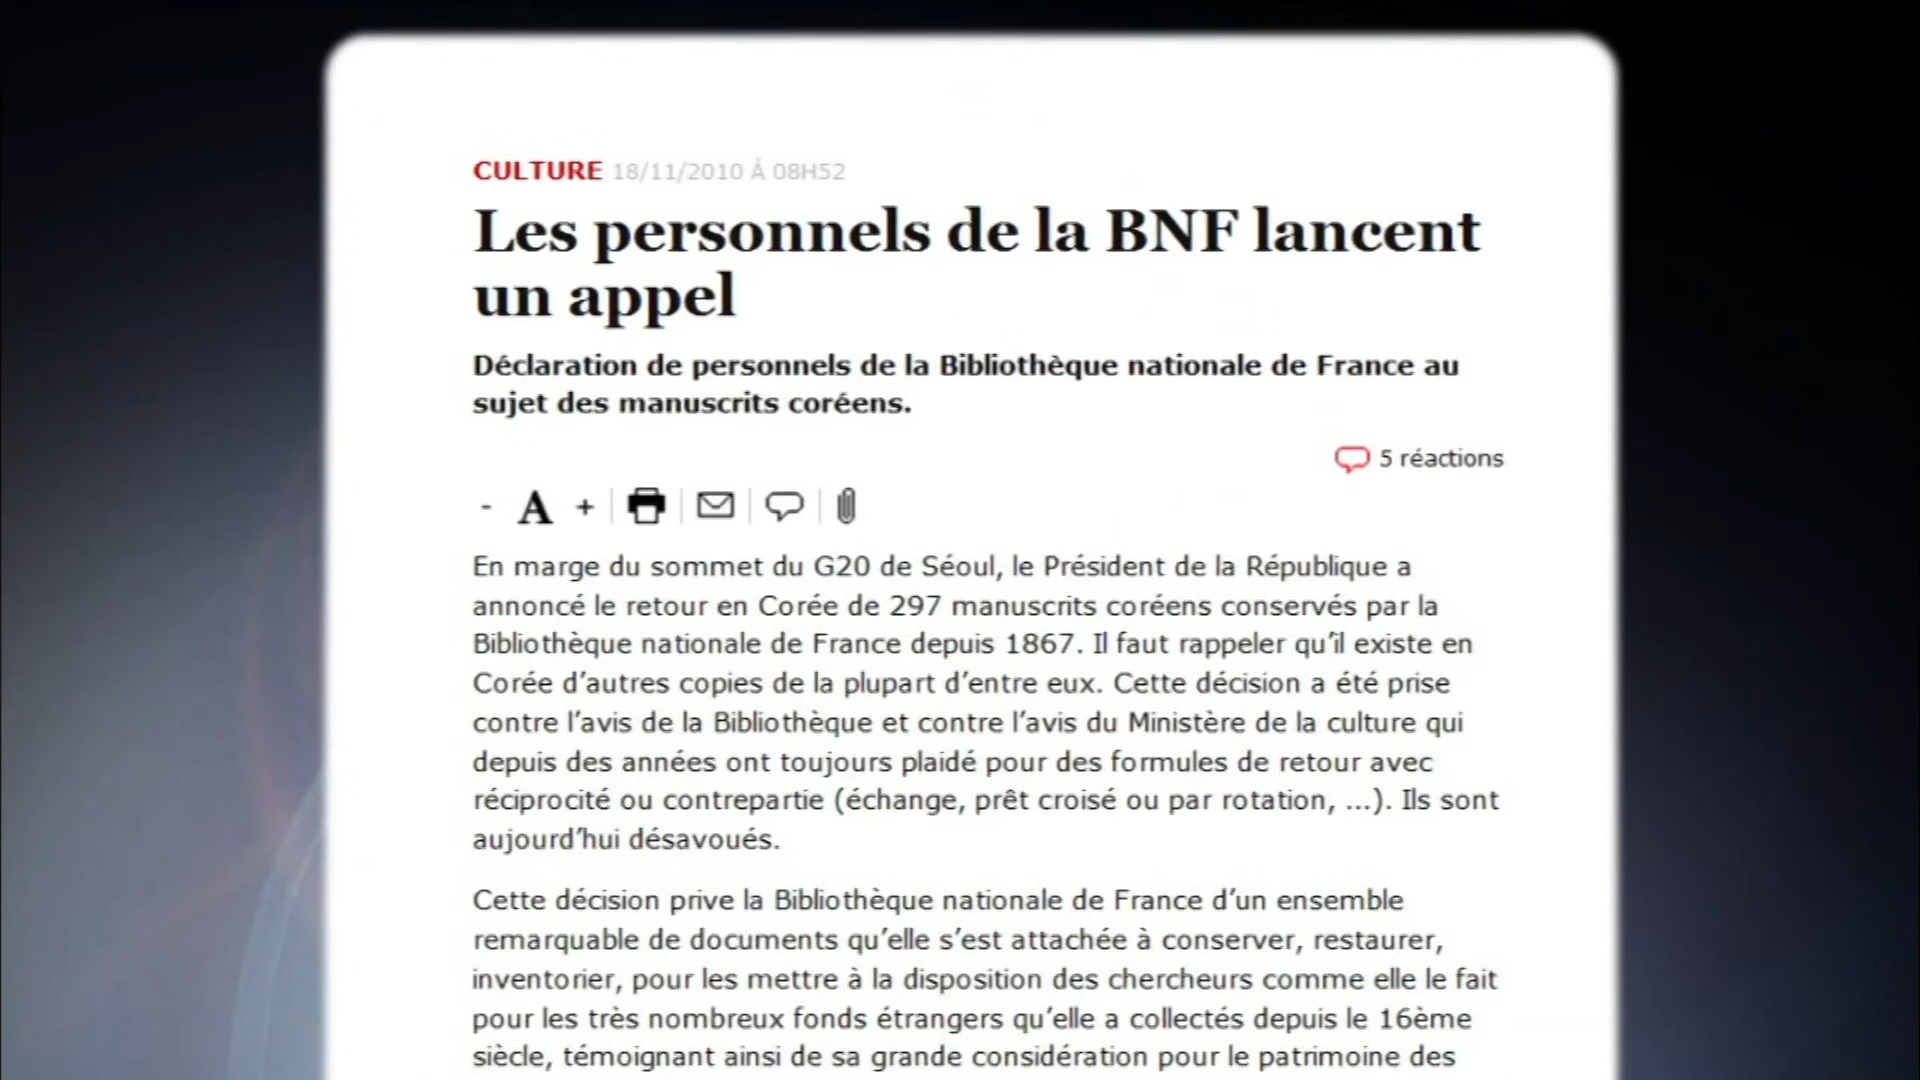 CULTURE 18/11/2010 À 08H52
Les personnels de la BNF lancent
un appel
Déclaration de personnels de la Bibliothèque nationale de France au
sujet des manuscrits coréens.
5 réactions
- A +
En marge du sommet du G20 de Séoul, le Président de la République a
annoncé le retour en Corée de 297 manuscrits coréens conservés par la
Bibliothèque nationale de France depuis 1867. Il faut rappeler qu’il existe en
Corée d’autres copies de la plupart d’entre eux. Cette décision a été prise
contre l’avis de la Bibliothèque et contre l’avis du Ministère de la culture qui
depuis des années ont toujours plaidé pour des formules de retour avec
réciprocité ou contrepartie (échange, prêt croisé ou par rotation, ...). Ils sont
aujourd’hui désavoués.
Cette décision prive la Bibliothèque nationale de France d’un ensemble
remarquable de documents qu’elle s’est attachée à conserver, restaurer,
inventorier, pour les mettre à la disposition des chercheurs comme elle le fait
pour les très nombreux fonds étrangers qu’elle a collectés depuis le 16ème
siècle, témoignant ainsi de sa grande considération pour le patrimoine des